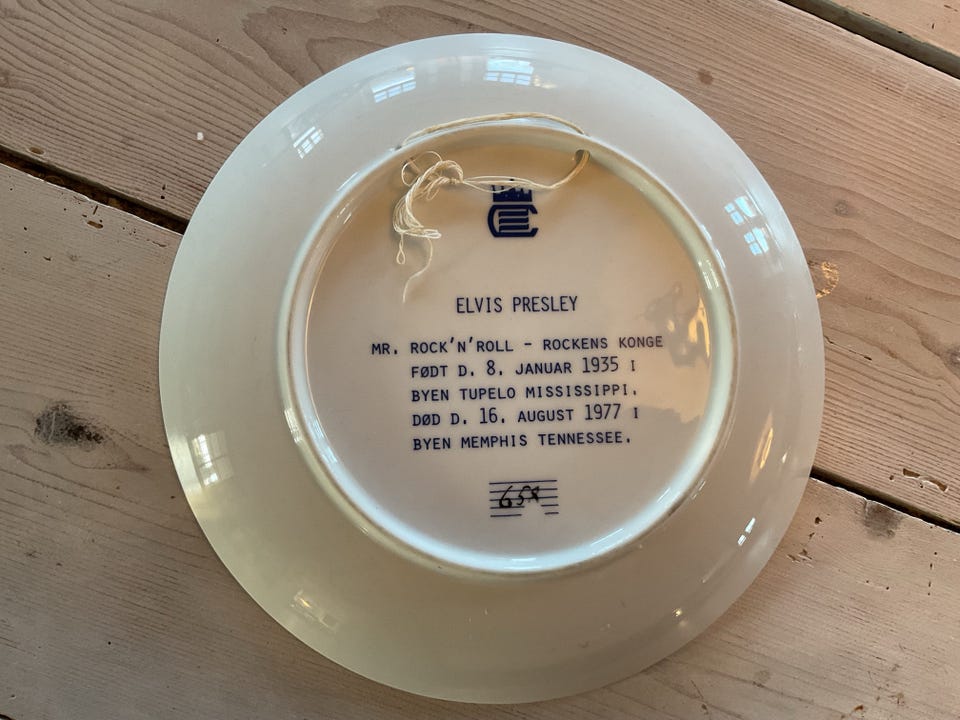 ELVIS PRESLEY
MR. ROCK'N'ROLL - ROCKENS KONGE
FØDT D. 8. JANUAR 1935 I
BYEN TUPELO MISSISSIPPI.
DØD D. 16. AUGUST 1977 I
BYEN MEMPHIS TENNESSEE.